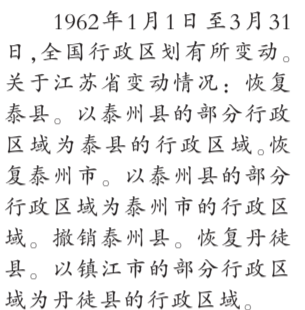 1962年1月1日至3月31
日,全国行政区划有所变动。
关于江苏省变动情况：恢复
泰县。以泰州县的部分行政
区域为泰县的行政区域。恢
复泰州市。以泰州县的部分
行政区域为泰州市的行政区
域。撤销泰州县。恢复丹徒
县。以镇江市的部分行政区
域为丹徒县的行政区域。